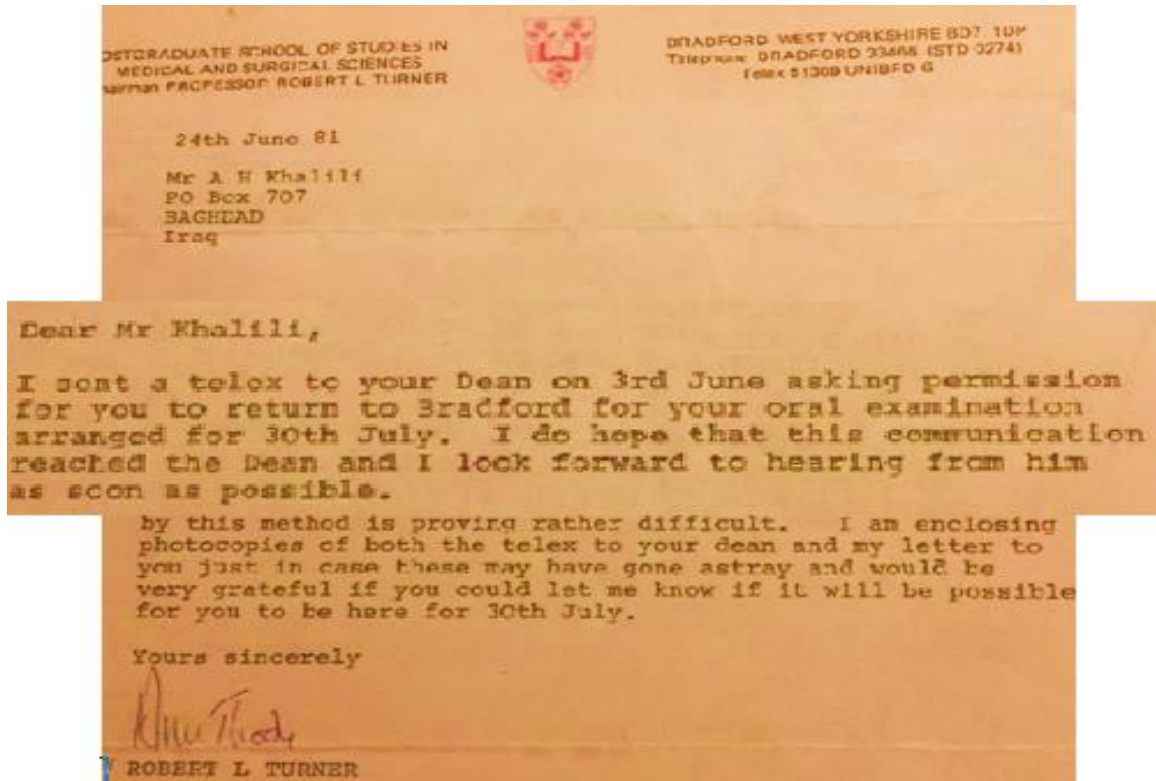 OSTGRADUATE SCHOOL OF STUDIES IN
MEDICAL AND SURGICAL SCIENCES
hairman PROFESSOR ROBERT L TURNER
BRADFORD WEST YORKSHIRE BD7 1DP
Telephone BRADFORD 33466 (STD 0274)
Telex 51309 UNIBFD G
24th June 81
Mr A H Khalili
PO Box 707
BAGHDAD
Iraq
Dear Mr Khalili,
I sent a telex to your Dean on 3rd June asking permission
for you to return to Bradford for your oral examination
arranged for 30th July. I do hope that this communication
reached the Dean and I look forward to hearing from him
as soon as possible.
by this method is proving rather difficult. I am enclosing
photocopies of both the telex to your dean and my letter to
you just in case these may have gone astray and would be
very grateful if you could let me know if it will be possible
for you to be here for 30th July.
Yours sincerely
ROBERT L TURNER